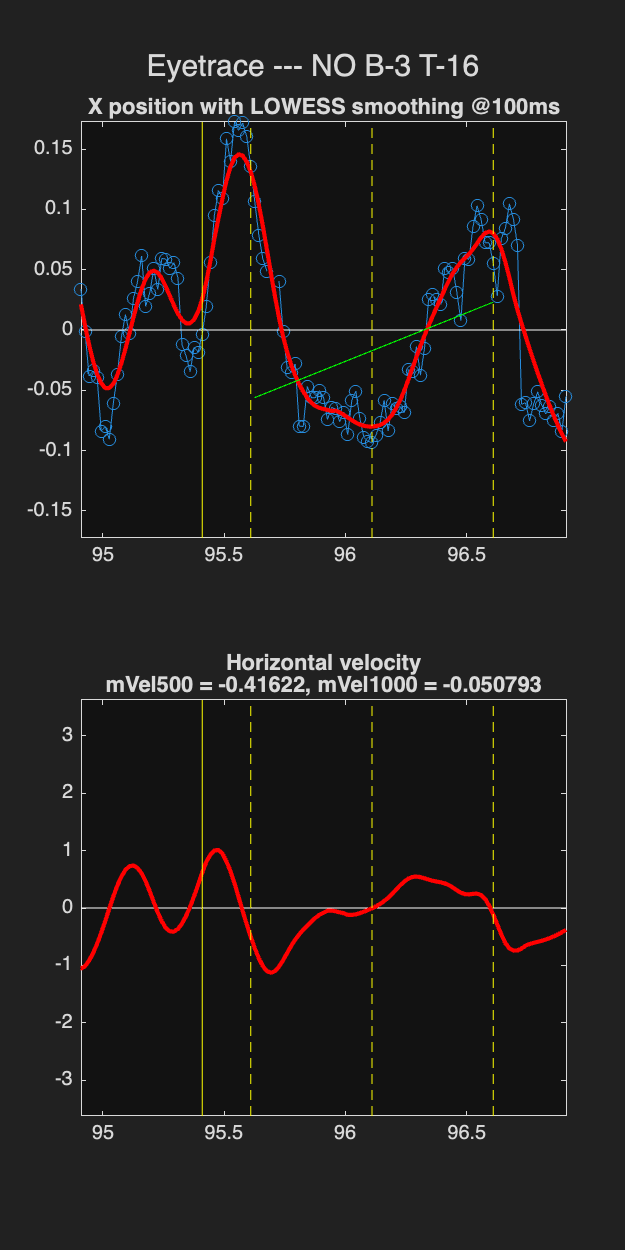 Eyetrace --- NO B-3 T-16
X position with LOWESS smoothing @100ms
0.15
0.1
0.05
0
-0.05
-0.1
-0.15
95 95.5 96 96.5
Horizontal velocity
mVel500 = -0.41622, mVel1000 = -0.050793
3
2
1
0
-1
-2
-3
95 95.5 96 96.5